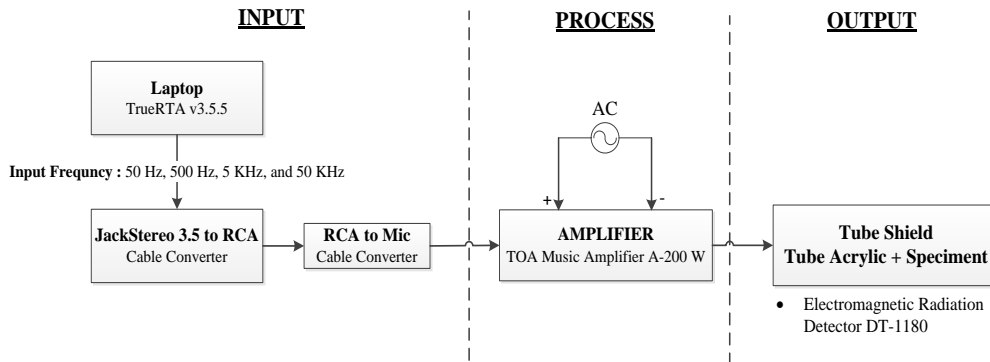 INPUT
PROCESS
OUTPUT
Laptop
TrueRTA v3.5.5
Input Frequncy : 50 Hz, 500 Hz, 5 KHz, and 50 KHz
JackStereo 3.5 to RCA
Cable Converter
RCA to Mic
Cable Converter
AC
+
-
AMPLIFIER
TOA Music Amplifier A-200 W
Tube Shield
Tube Acrylic + Speciment
• Electromagnetic Radiation
Detector DT-1180